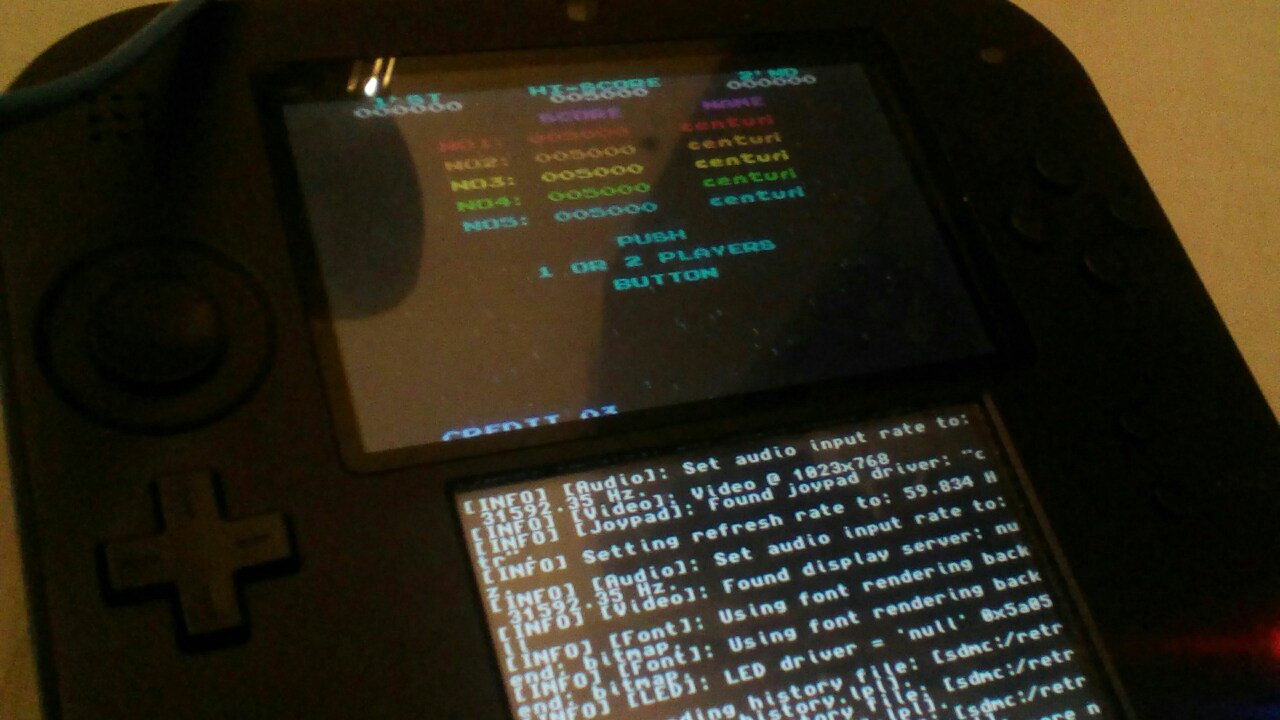 1'ST HI-SCORE 2'ND
000000 005000 000000
SCORE NAME
NO1: 005000 centuri
NO2: 005000 centuri
NO3: 005000 centuri
NO4: 005000 centuri
NO5: 005000 centuri
PUSH
1 OR 2 PLAYERS
BUTTON
CREDIT 03
[INFO] [Audio]: Set audio input rate to:
31592.35 Hz.
[INFO] [Video]: Video @ 1023x768
[INFO] [Joypad]: Found joypad driver: "c
tr".
[INFO] Setting refresh rate to: 59.834 H
z.
[INFO] [Audio]: Set audio input rate to:
31592.35 Hz.
[INFO] [Video]: Found display server: nu
ll
[INFO] [Font]: Using font rendering back
end: bitmap.
[INFO] [Font]: Using font rendering back
end: bitmap.
[INFO] [LED]: LED driver = 'null' 0x5a05
ding history file: [sdmc:/retr
history.lpl].
[sdmc:/retr
[sdmc:/retr